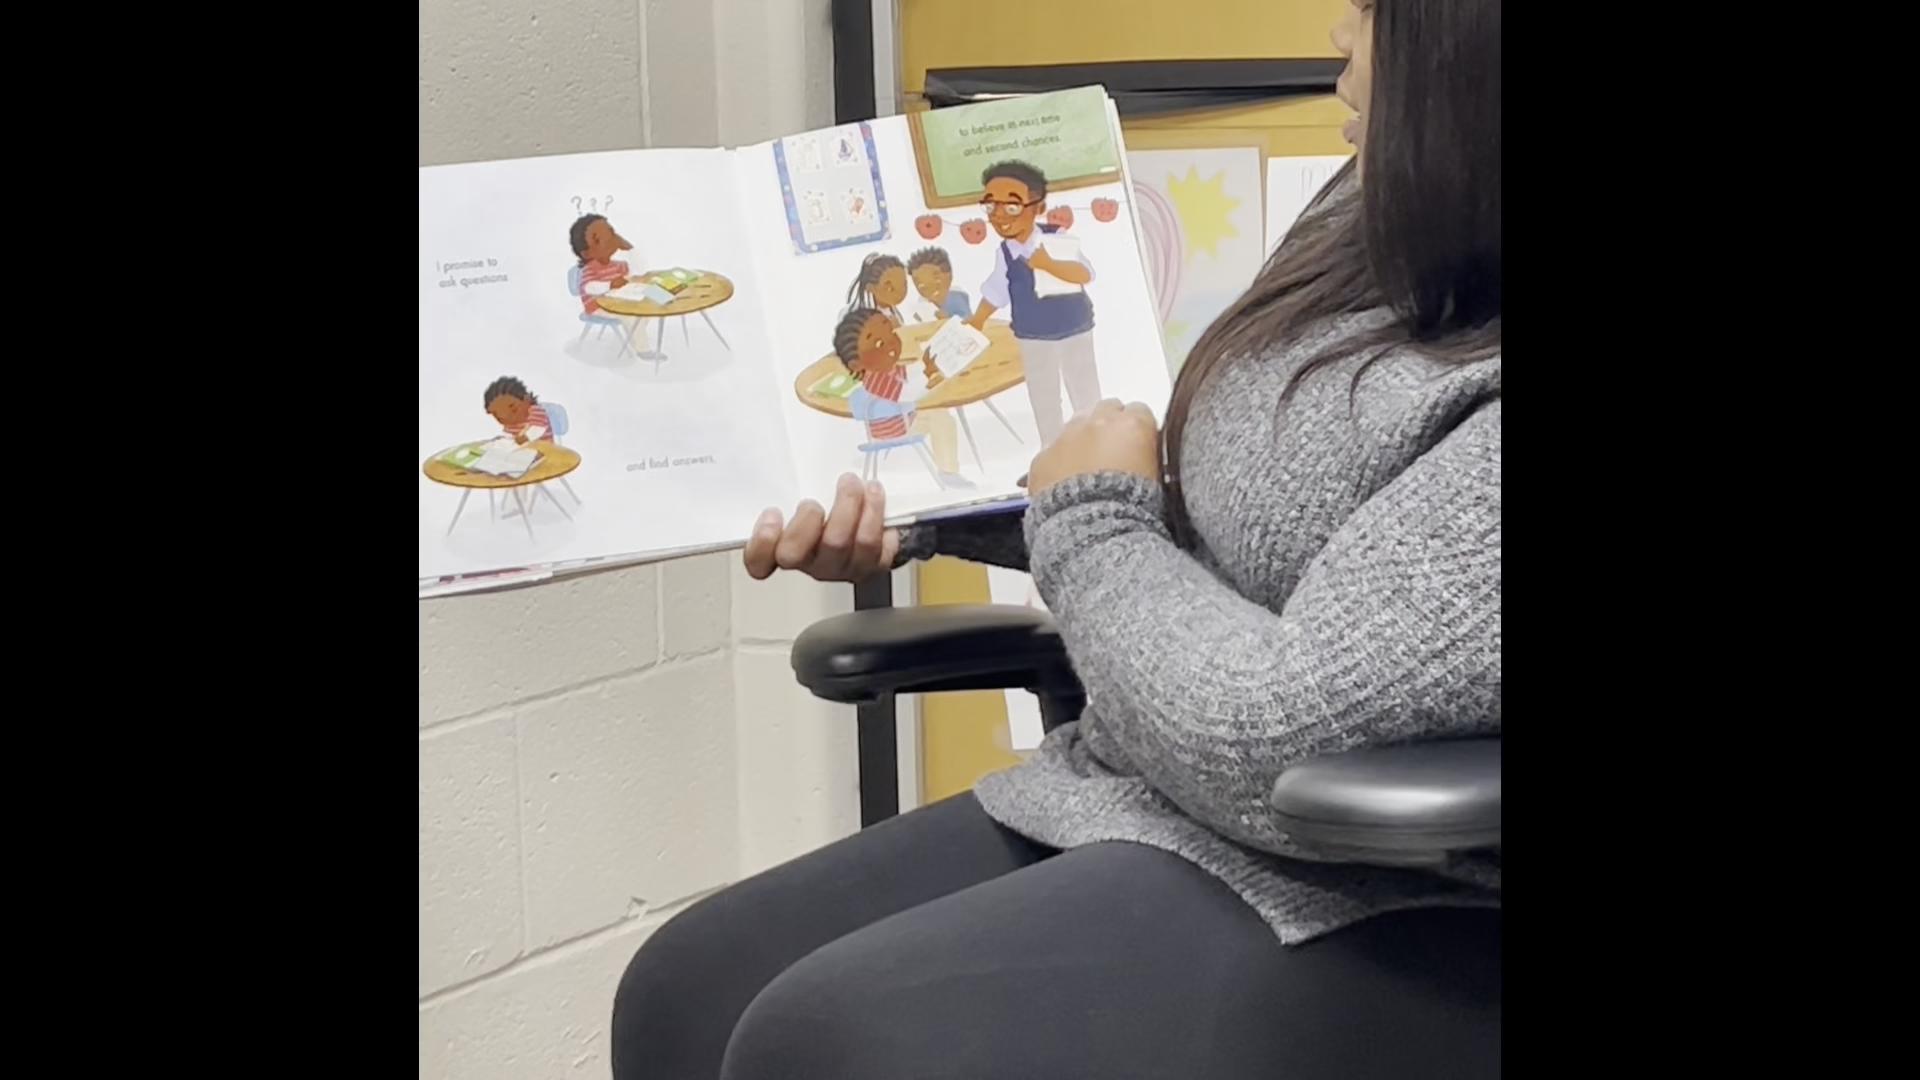 I promise to
ask questions
? ? ?
and find answers,
to believe in next time
and second chances.